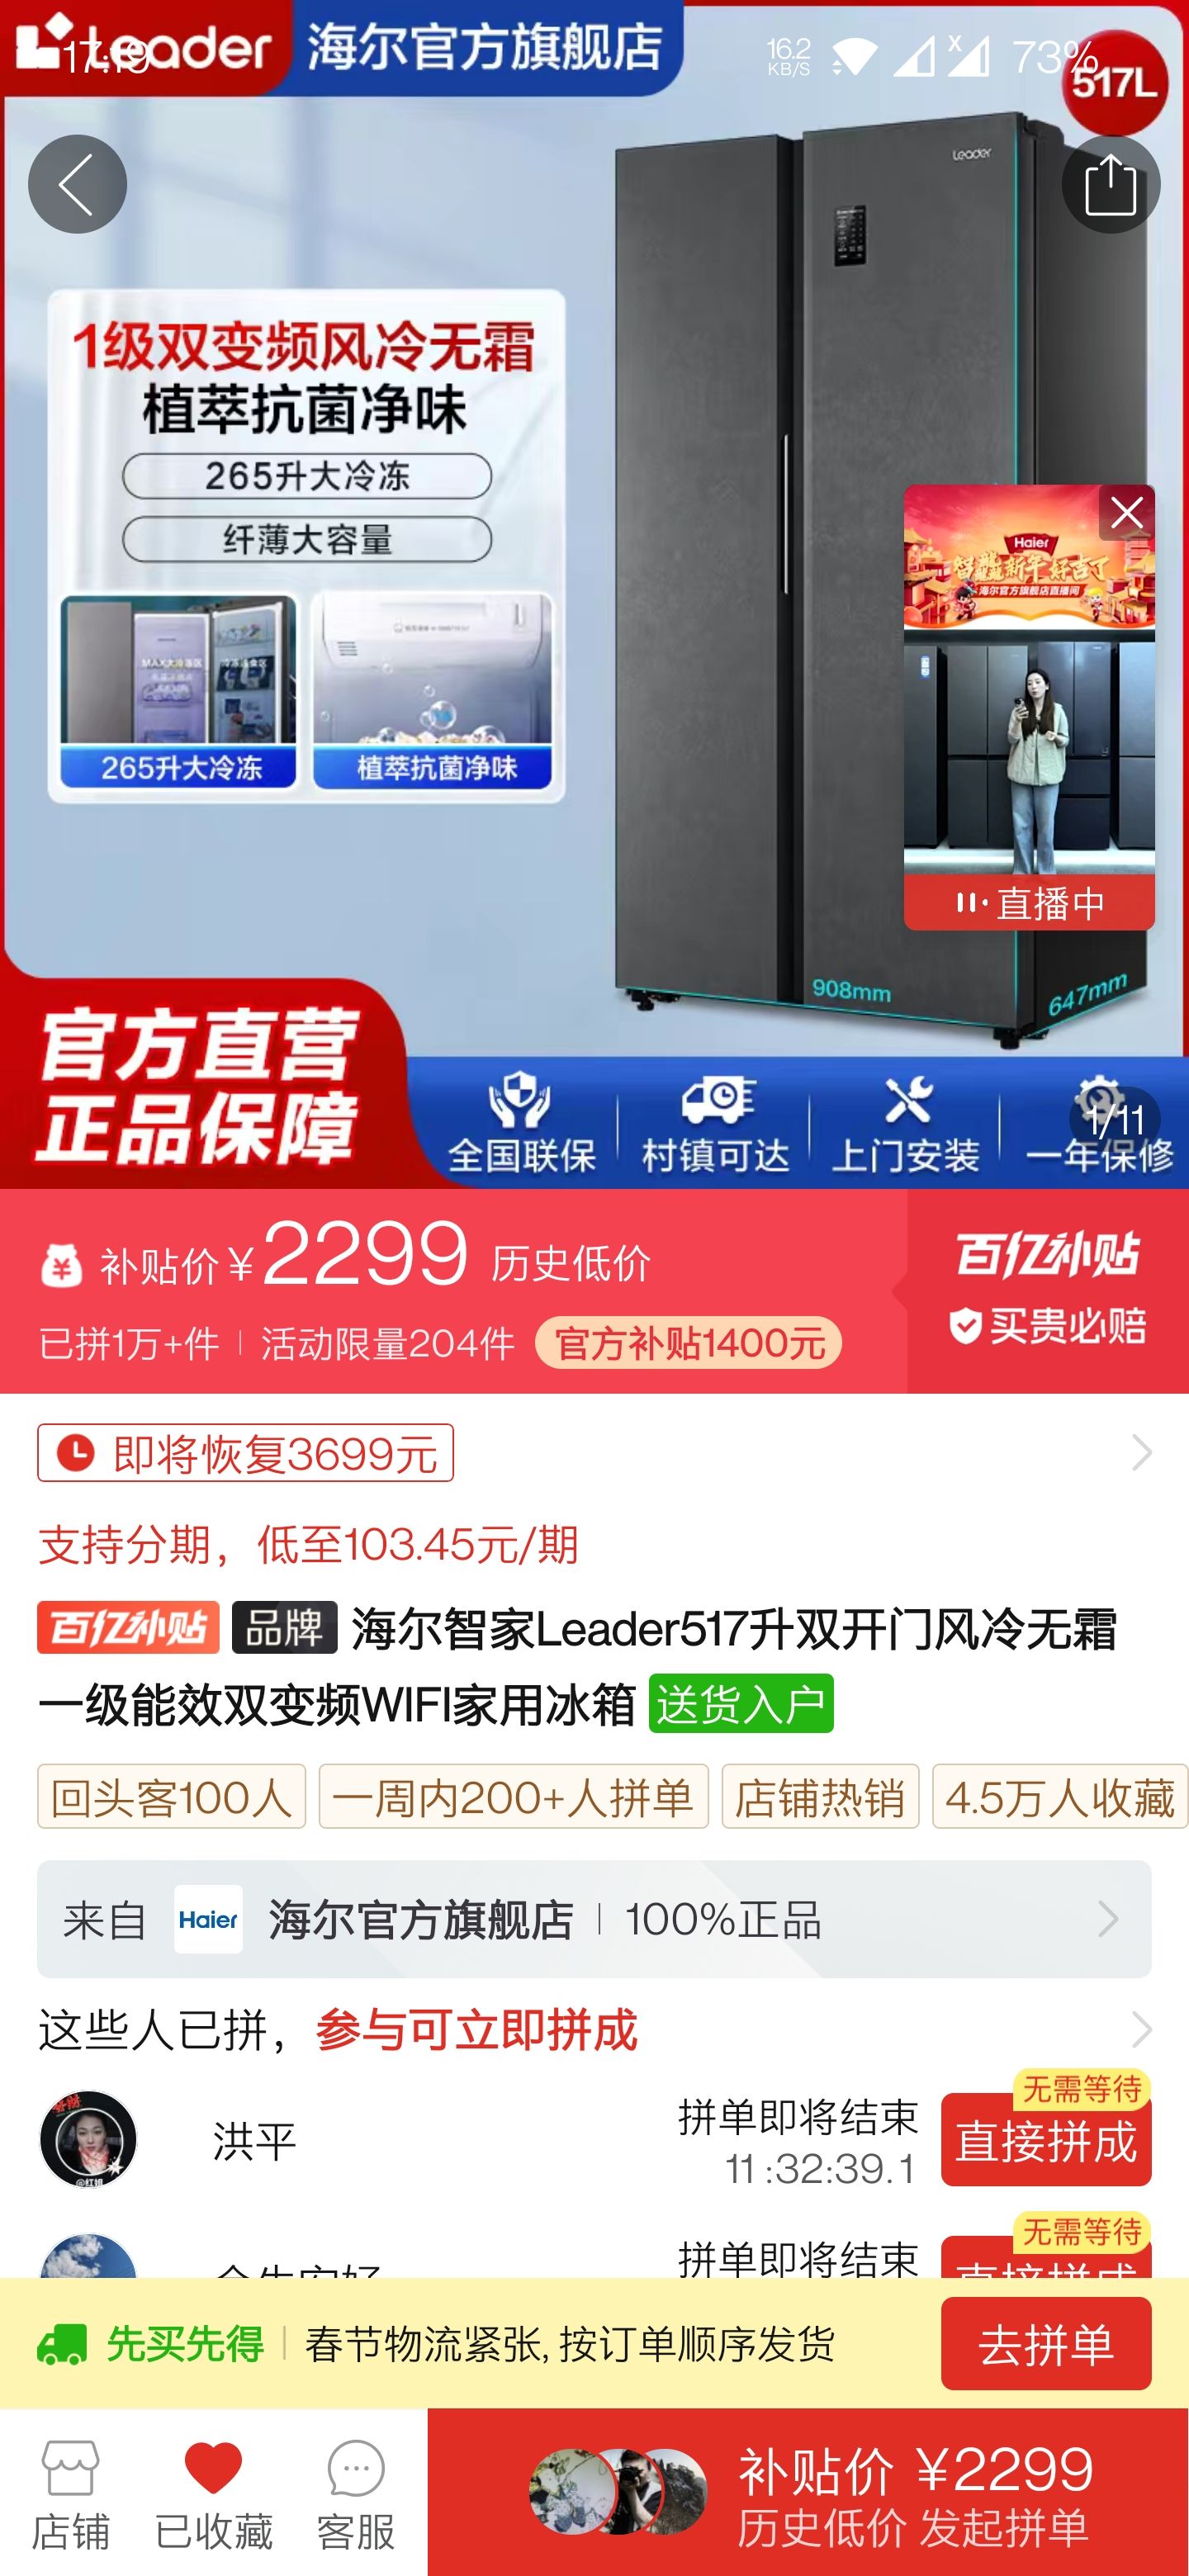 Leader
海尔官方旗舰店
17:19
16.2
KB/S
X
73%
517L
Leader
1级双变频风冷无霜
植萃抗菌净味
265升大冷冻
纤薄大容量
265升大冷冻
植萃抗菌净味
Haier
海尔官方旗舰店直播间
直播中
908mm
647mm
官方直营
正品保障
全国联保
村镇可达
上门安装
一年保修
1/11
补贴价¥2299 历史低价
百亿补贴
买贵必赔
已拼1万+件
活动限量204件
官方补贴1400元
即将恢复3699元
支持分期，低至103.45元/期
百亿补贴 品牌 海尔智家Leader517升双开门风冷无霜
一级能效双变频WIFI家用冰箱 送货入户
回头客100人
一周内200+人拼单
店铺热销
4.5万人收藏
来自 Haier 海尔官方旗舰店 100%正品
这些人已拼，参与可立即拼成
洪平
拼单即将结束
11:32:39.1
无需等待
直接拼成
拼单即将结束
无需等待
直接拼成
先买先得
春节物流紧张,按订单顺序发货
去拼单
店铺
已收藏
客服
补贴价 ¥2299
历史低价 发起拼单